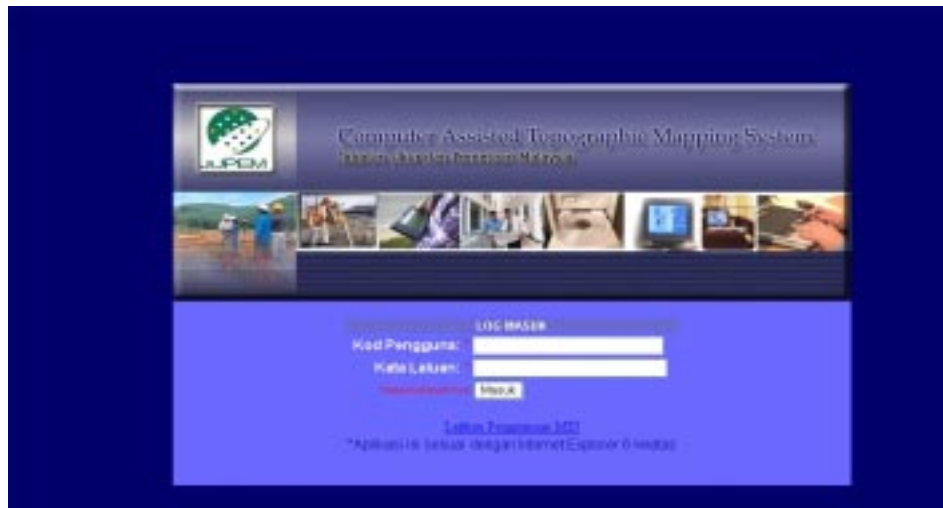 JUPEM
Computer Assisted Topographic Mapping System
LOG MASUK
Kod Pengguna:
Kata Laluan:
Masuk
*Aplikasi ini sesuai dengan Internet Explorer 6 keatas